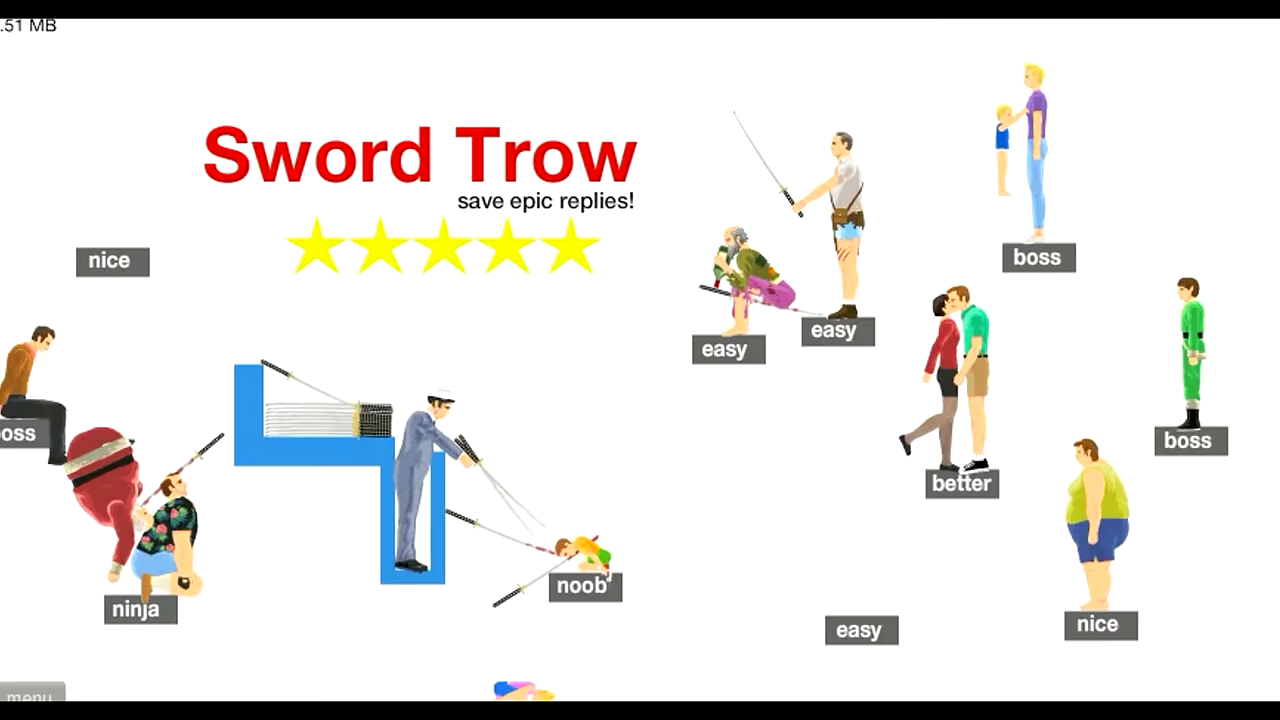 .51 MB
Sword Trow
save epic replies!
nice
boss
easy
easy
boss
oss
better
ninja
noob
easy
nice
menu